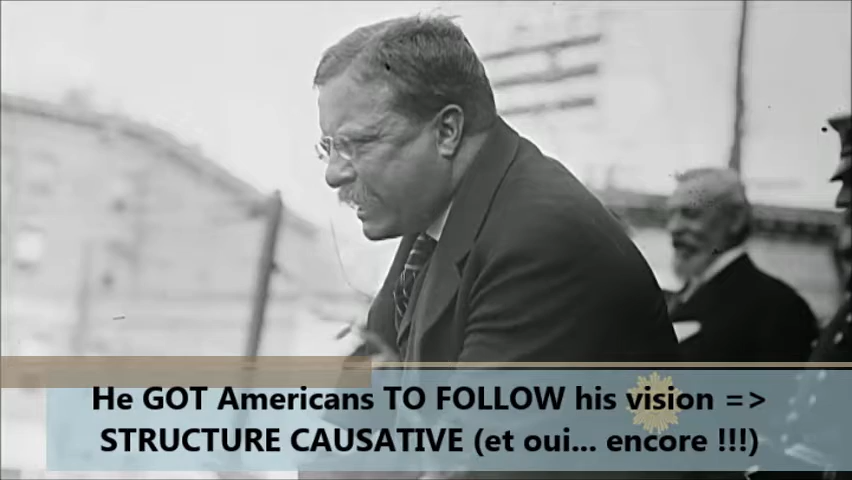 He GOT Americans TO FOLLOW his vision =>
STRUCTURE CAUSATIVE (et oui... encore !!!)